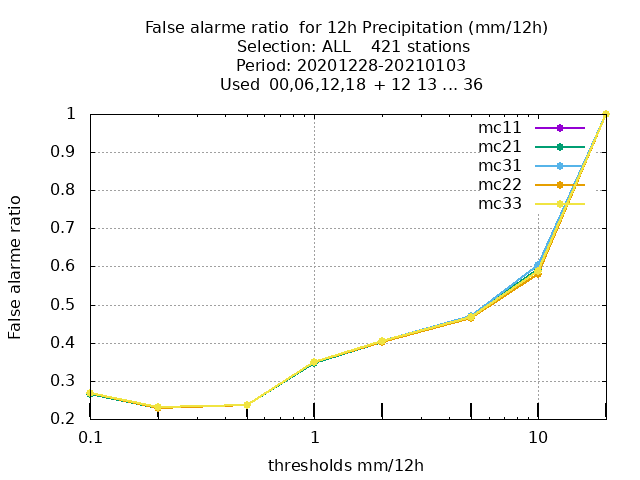 False alarme ratio  for 12h Precipitation (mm/12h)
Selection: ALL    421 stations
Period: 20201228-20210103
Used  00,06,12,18  + 12 13 ... 36
mc11
mc21
mc31
mc22
mc33
False alarme ratio
1
0.9
0.8
0.7
0.6
0.5
0.4
0.3
0.2
0.1
1
10
thresholds mm/12h